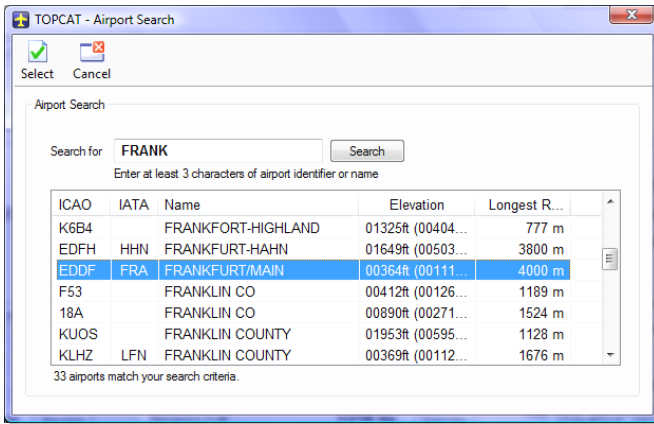 TOPCAT - Airport Search
Select Cancel
Airport Search
Search for FRANK Search
Enter at least 3 characters of airport identifier or name
ICAO IATA Name Elevation Longest R...
K6B4 FRANKFORT-HIGHLAND 01325ft (00404... 777 m
EDFH HHN FRANKFURT-HAHN 01649ft (00503... 3800 m
EDDF FRA FRANKFURT/MAIN 00364ft (00111... 4000 m
F53 FRANKLIN CO 00412ft (00126... 1189 m
18A FRANKLIN CO 00890ft (00271... 1524 m
KUOS FRANKLIN COUNTY 01953ft (00595... 1128 m
KLHZ LFN FRANKLIN COUNTY 00369ft (00112... 1676 m
33 airports match your search criteria.